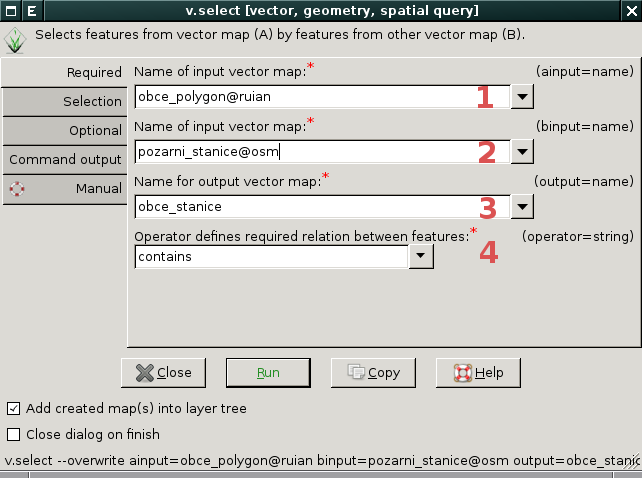 v.select [vector, geometry, spatial query]
Selects features from vector map (A) by features from other vector map (B).
Required
Selection
Optional
Command output
Manual
Name of input vector map:* (ainput=name)
obce_polygon@ruian 1
Name of input vector map:* (binput=name)
pozarni_stanice@osm 2
Name for output vector map:* (output=name)
obce_stanice 3
Operator defines required relation between features:* (operator=string)
contains 4
Close Run Copy Help
Add created map(s) into layer tree
Close dialog on finish
v.select --overwrite ainput=obce_polygon@ruian binput=pozarni_stanice@osm output=obce_stanic